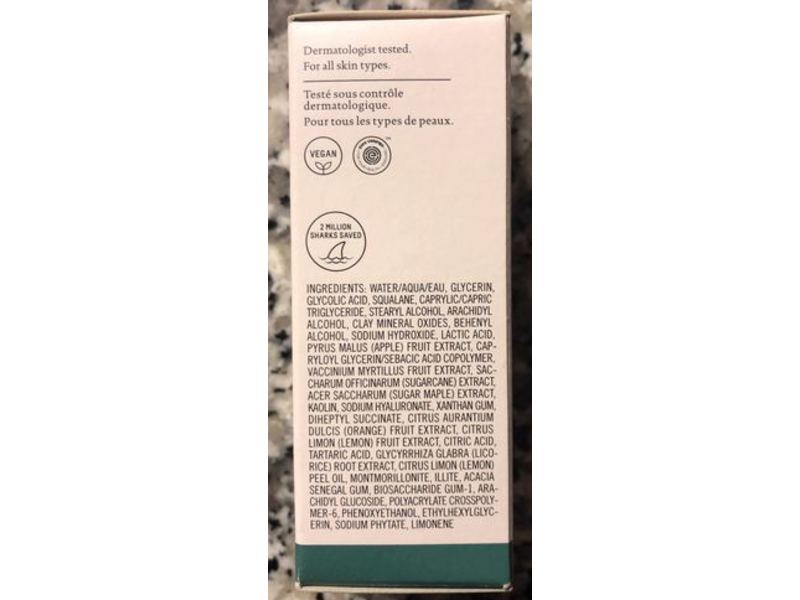 Dermatologist tested.
For all skin types.
Testé sous contrôle
dermatologique.
Pour tous les types de peaux.
VEGAN
2 MILLION
SHARKS SAVED
INGREDIENTS: WATER/AQUA/EAU, GLYCERIN,
GLYCOLIC ACID, SQUALANE, CAPRYLIC/CAPRIC
TRIGLYCERIDE, STEARYL ALCOHOL, ARACHIDYL
ALCOHOL, CLAY MINERAL OXIDES, BEHENYL
ALCOHOL, SODIUM HYDROXIDE, LACTIC ACID,
PYRUS MALUS (APPLE) FRUIT EXTRACT, CAP-
RYLOYL GLYCERIN/SEBACIC ACID COPOLYMER,
VACCINIUM MYRTILLUS FRUIT EXTRACT, SAC-
CHARUM OFFICINARUM (SUGARCANE) EXTRACT,
ACER SACCHARUM (SUGAR MAPLE) EXTRACT,
KAOLIN, SODIUM HYALURONATE, XANTHAN GUM,
DIHEPTYL SUCCINATE, CITRUS AURANTIUM
DULCIS (ORANGE) FRUIT EXTRACT, CITRUS
LIMON (LEMON) FRUIT EXTRACT, CITRIC ACID,
TARTARIC ACID, GLYCYRRHIZA GLABRA (LICO-
RICE) ROOT EXTRACT, CITRUS LIMON (LEMON)
PEEL OIL, MONTMORILLONITE, ILLITE, ACACIA
SENEGAL GUM, BIOSACCHARIDE GUM-1, ARA-
CHIDYL GLUCOSIDE, POLYACRYLATE CROSSPOLY-
MER-6, PHENOXYETHANOL, ETHYLHEXYLGLYC-
ERIN, SODIUM PHYTATE, LIMONENE